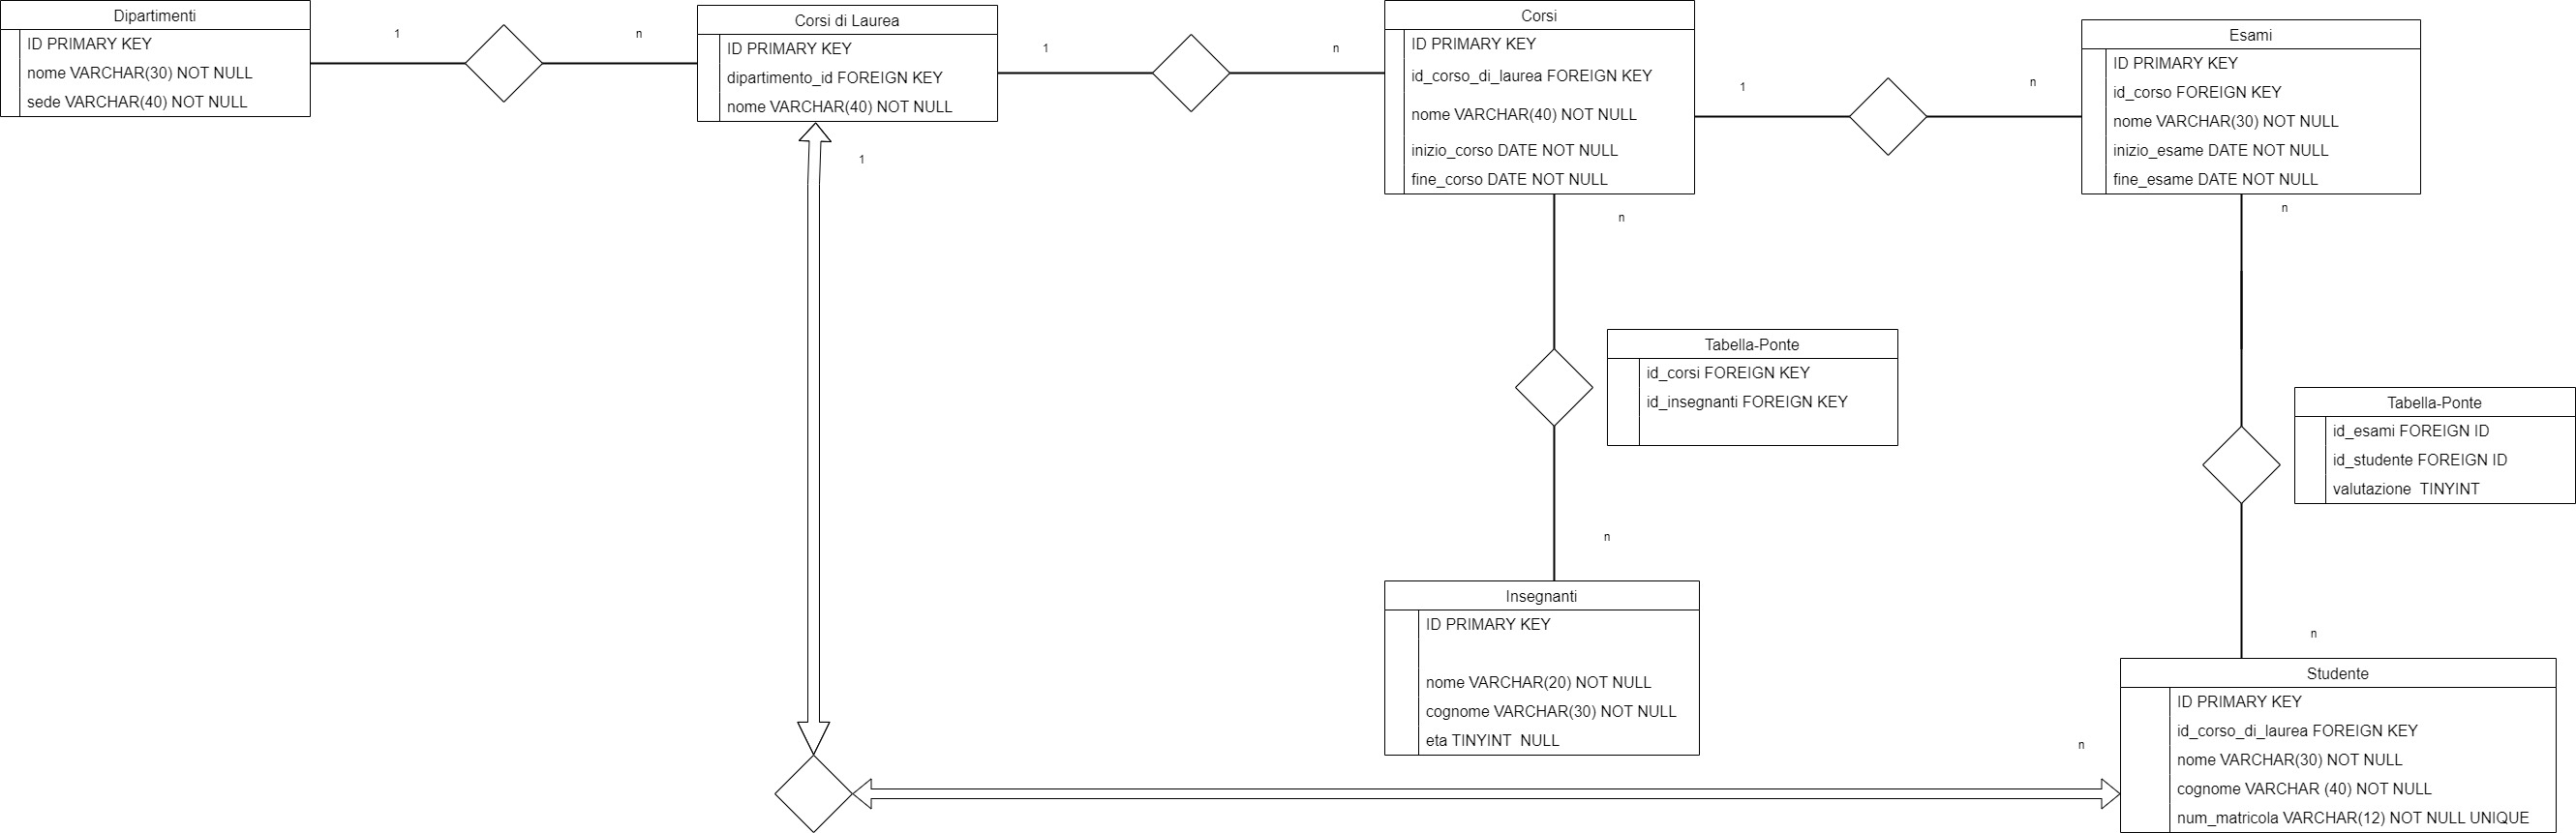 Dipartimenti
ID PRIMARY KEY
nome VARCHAR(30) NOT NULL
sede VARCHAR(40) NOT NULL
1
n
Corsi di Laurea
ID PRIMARY KEY
dipartimento_id FOREIGN KEY
nome VARCHAR(40) NOT NULL
1
n
1
Corsi
ID PRIMARY KEY
id_corso_di_laurea FOREIGN KEY
nome VARCHAR(40) NOT NULL
inizio_corso DATE NOT NULL
fine_corso DATE NOT NULL
1
n
Esami
ID PRIMARY KEY
id_corso FOREIGN KEY
nome VARCHAR(30) NOT NULL
inizio_esame DATE NOT NULL
fine_esame DATE NOT NULL
n
n
Tabella-Ponte
id_corsi FOREIGN KEY
id_insegnanti FOREIGN KEY
n
Tabella-Ponte
id_esami FOREIGN ID
id_studente FOREIGN ID
valutazione  TINYINT
n
Insegnanti
ID PRIMARY KEY
nome VARCHAR(20) NOT NULL
cognome VARCHAR(30) NOT NULL
eta TINYINT  NULL
n
Studente
ID PRIMARY KEY
id_corso_di_laurea FOREIGN KEY
nome VARCHAR(30) NOT NULL
cognome VARCHAR (40) NOT NULL
num_matricola VARCHAR(12) NOT NULL UNIQUE